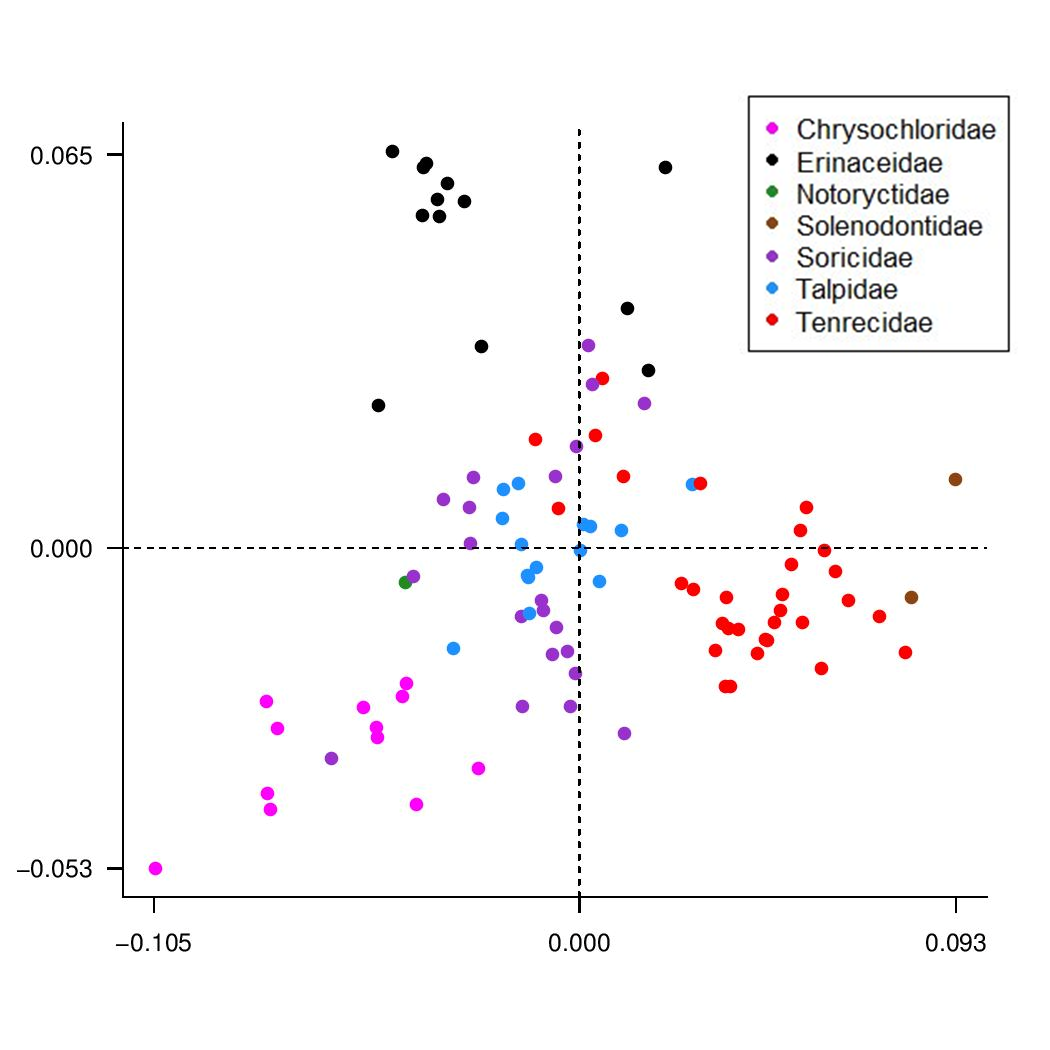 0.065
0.000
−0.053
−0.105
0.000
0.093
Chrysochloridae
Erinaceidae
Notoryctidae
Solenodontidae
Soricidae
Talpidae
Tenrecidae